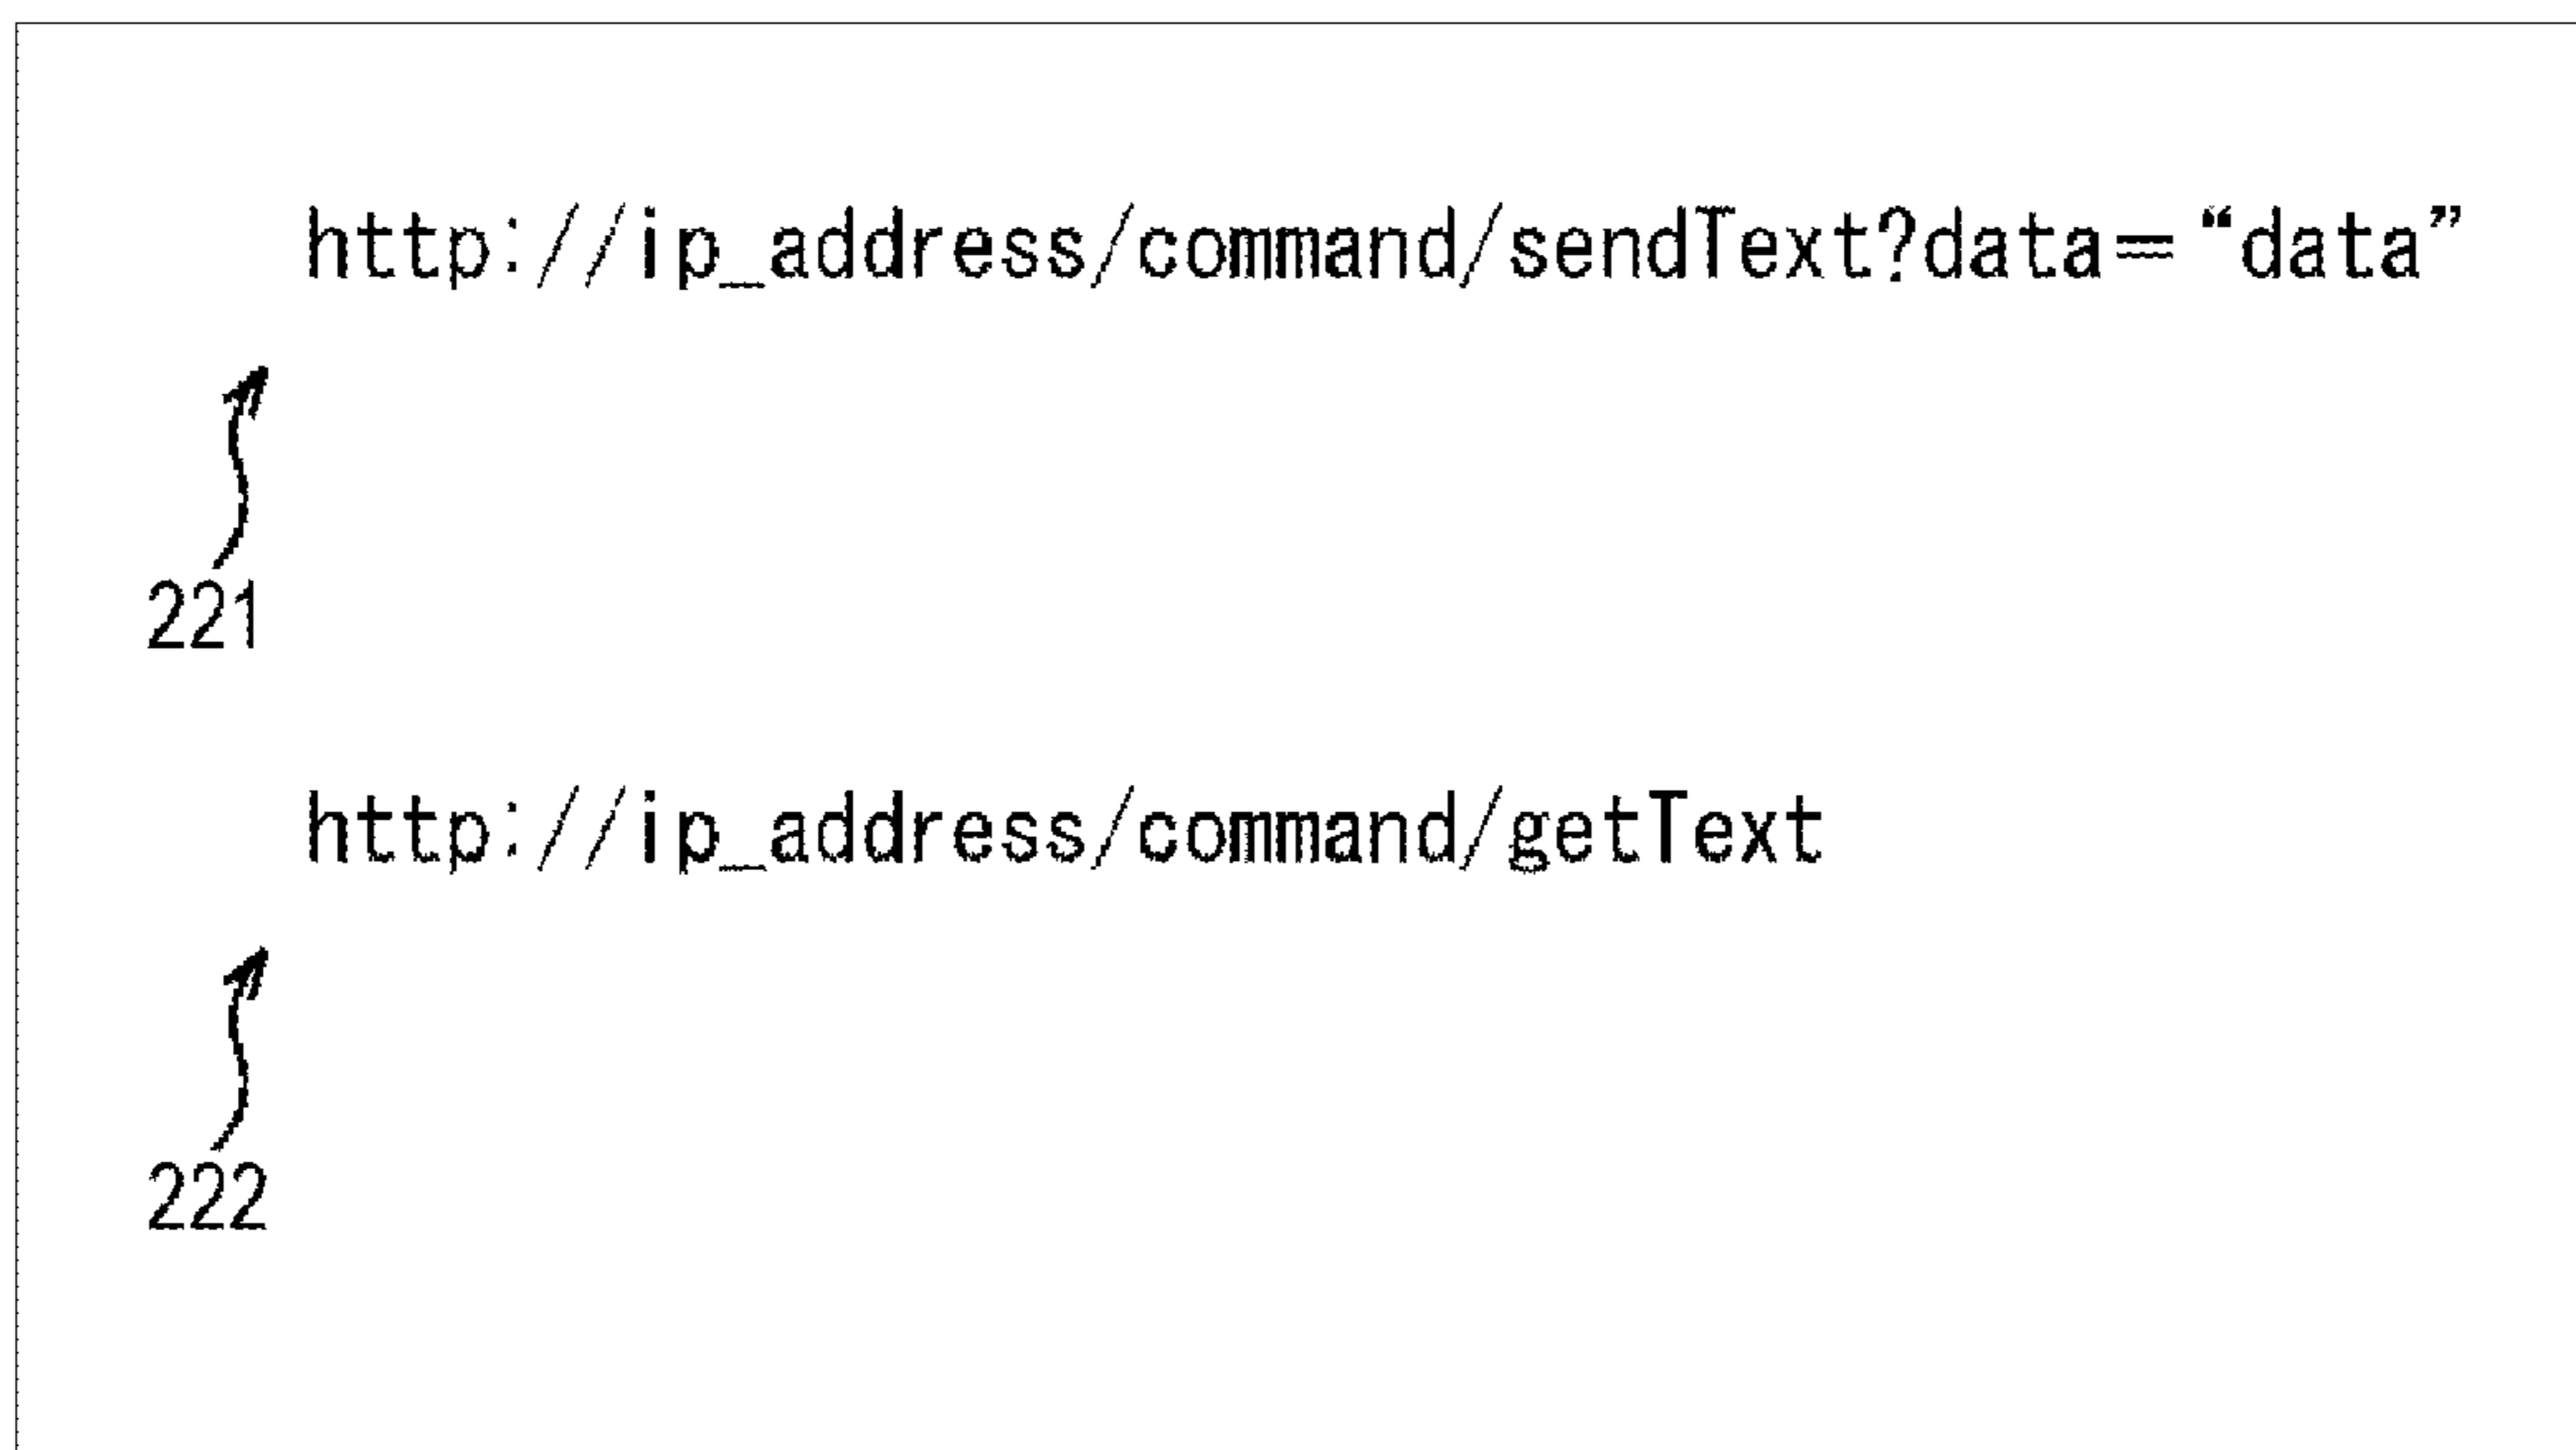 http://ip_address/command/sendText?data=“data”
221
http://ip_address/command/getText
222